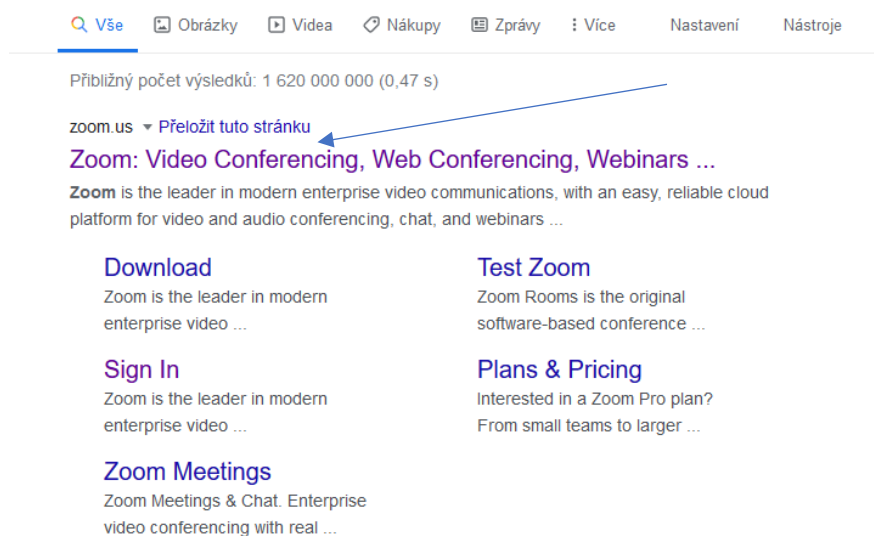 Vše Obrázky Videa Nákupy Zprávy Více Nastavení Nástroje
Přibližný počet výsledků: 1 620 000 000 (0,47 s)
zoom.us Přeložit tuto stránku
Zoom: Video Conferencing, Web Conferencing, Webinars ...
Zoom is the leader in modern enterprise video communications, with an easy, reliable cloud
platform for video and audio conferencing, chat, and webinars ...
Download
Zoom is the leader in modern
enterprise video ...
Test Zoom
Zoom Rooms is the original
software-based conference ...
Sign In
Zoom is the leader in modern
enterprise video ...
Plans & Pricing
Interested in a Zoom Pro plan?
From small teams to larger ...
Zoom Meetings
Zoom Meetings & Chat. Enterprise
video conferencing with real ...